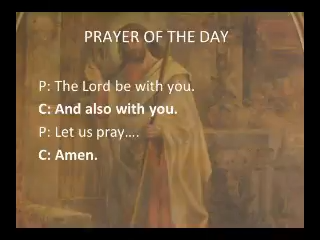 PRAYER OF THE DAY
P: The Lord be with you.
C: And also with you.
P: Let us pray....
C: Amen.